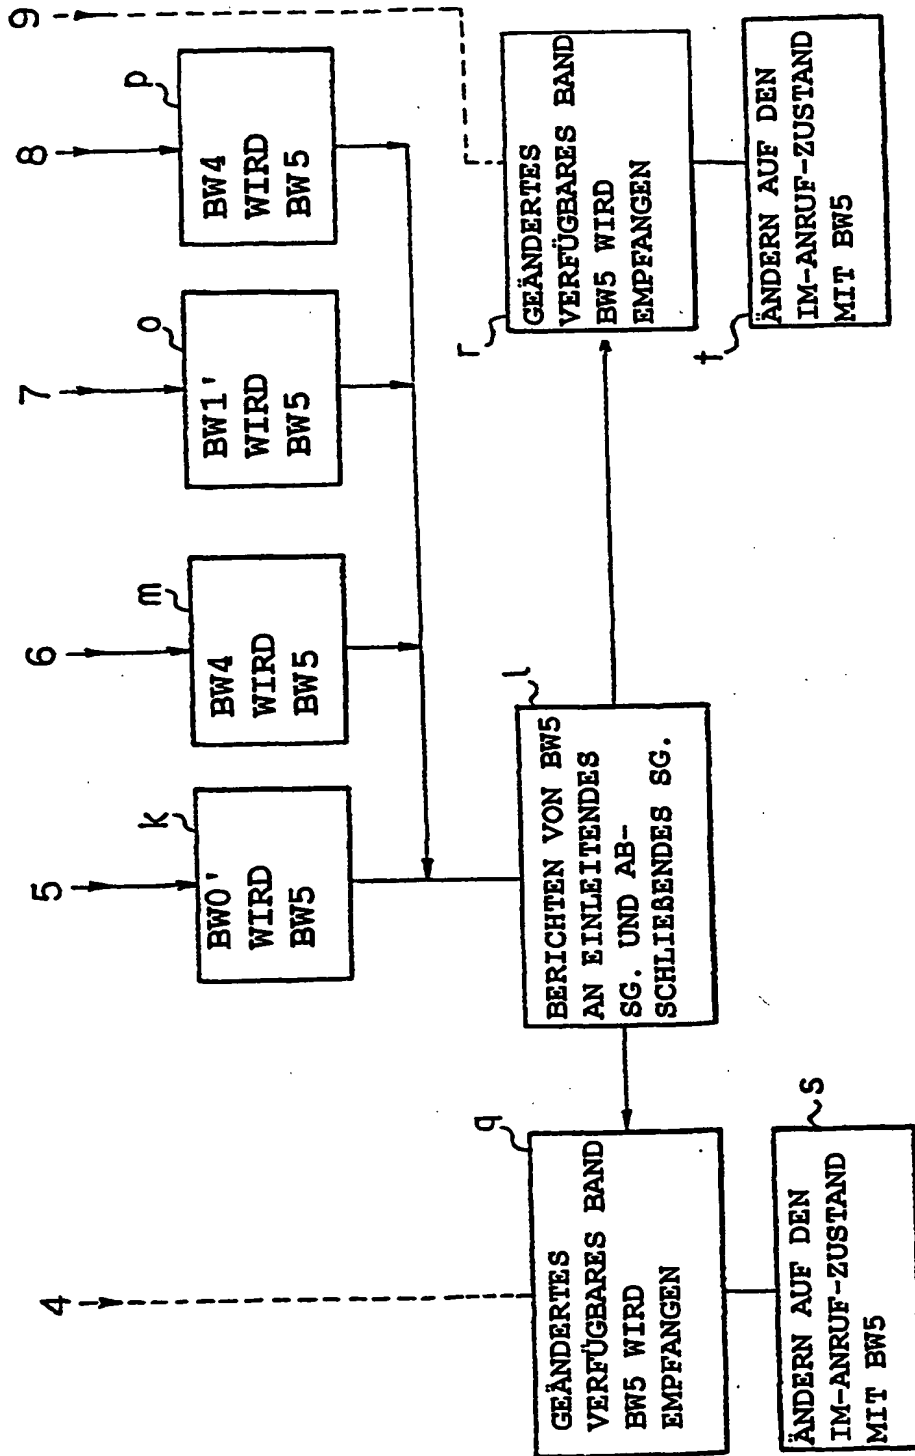 4
5
6
7
8
9
k
BW0'
WIRD
BW5
m
BW4
WIRD
BW5
o
BW1'
WIRD
BW5
p
BW4
WIRD
BW5
q
GEÄNDERTES
VERFÜGBARES BAND
BW5 WIRD
EMPFANGEN
l
BERICHTEN VON BW5
AN EINLEITENDES
SG. UND AB-
SCHLIEßENDES SG.
r
GEÄNDERTES
VERFÜGBARES BAND
BW5 WIRD
EMPFANGEN
s
ÄNDERN AUF DEN
IM-ANRUF-ZUSTAND
MIT BW5
t
ÄNDERN AUF DEN
IM-ANRUF-ZUSTAND
MIT BW5